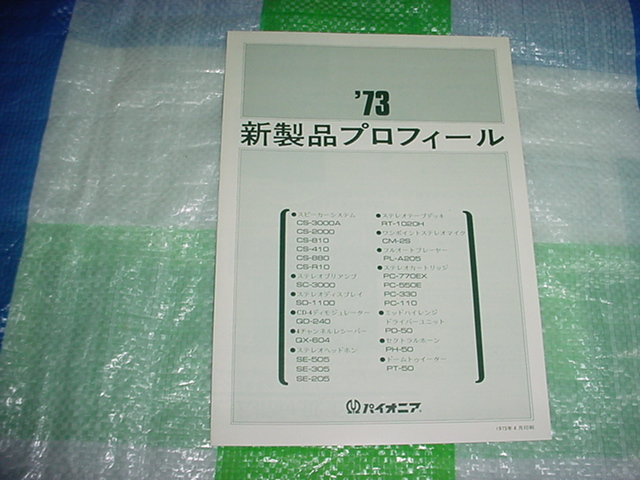 '73
新製品プロフィール
●スピーカーシステム
CS-3000A
CS-2000
CS-810
CS-410
CS-880
CS-R10
●ステレオプリアンプ
SC-3000
●ステレオディスプレイ
SD-1100
●CD-4ディモジュレーター
QD-240
●4チャンネルレシーバー
QX-604
●ステレオヘッドホン
SE-505
SE-305
SE-205
●ステレオテープデッキ
RT-1020H
●ワンポイントステレオマイク
CM-2S
●フルオートプレーヤー
PL-A205
●ステレオカートリッジ
PC-770EX
PC-550E
PC-330
PC-110
●ミッドハイレンジ
ドライバーユニット
PD-50
●セクトラルホーン
PH-50
●ドームトゥイーター
PT-50
パイオニア
1973年4月印刷